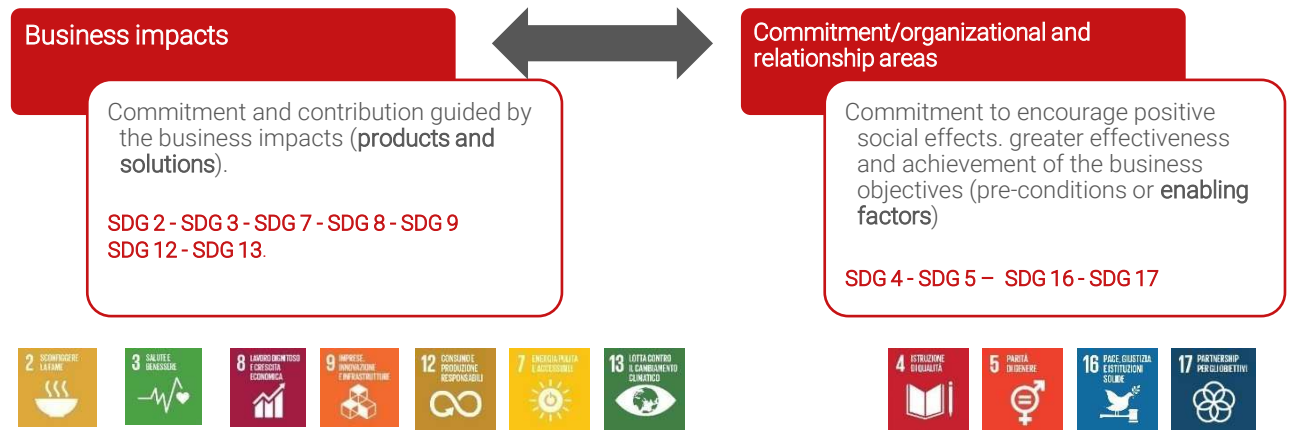 Business impacts
Commitment and contribution guided by
the business impacts (products and
solutions).
SDG 2 - SDG 3 - SDG 7 - SDG 8 - SDG 9
SDG 12 - SDG 13.
Commitment/organizational and
relationship areas
Commitment to encourage positive
social effects. greater effectiveness
and achievement of the business
objectives (pre-conditions or enabling
factors)
SDG 4 - SDG 5 – SDG 16 - SDG 17
2 SCONFIGGERE
LA FAME
3 SALUTE E
BENESSERE
8 LAVORO DIGNITOSO
E CRESCITA
ECONOMICA
9 IMPRESE,
INNOVAZIONE
E INFRASTRUTTURE
12 CONSUMO E
PRODUZIONE
RESPONSABILI
7 ENERGIA PULITA
E ACCESSIBILE
13 LOTTA CONTRO
IL CAMBIAMENTO
CLIMATICO
4 ISTRUZIONE
DI QUALITÀ
5 PARITÀ
DI GENERE
16 PACE, GIUSTIZIA
E ISTITUZIONI
SOLIDE
17 PARTNERSHIP
PER GLI OBIETTIVI